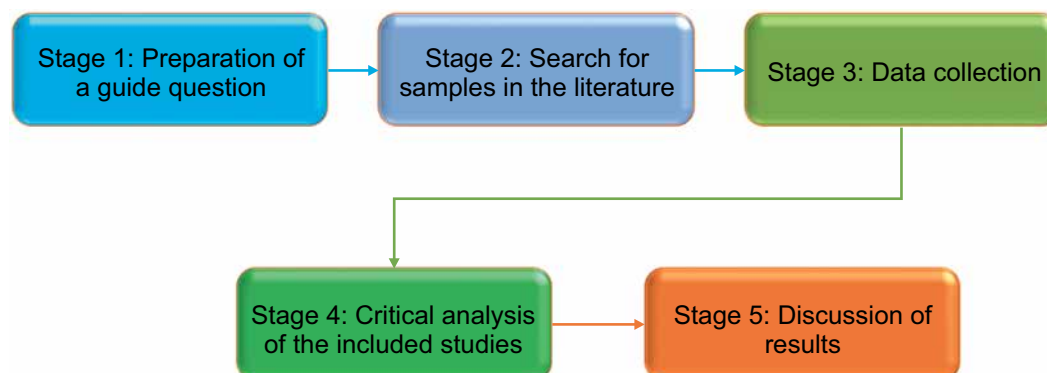 Stage 1: Preparation of
a guide question
Stage 2: Search for
samples in the literature
Stage 3: Data collection
Stage 4: Critical analysis
of the included studies
Stage 5: Discussion of
results